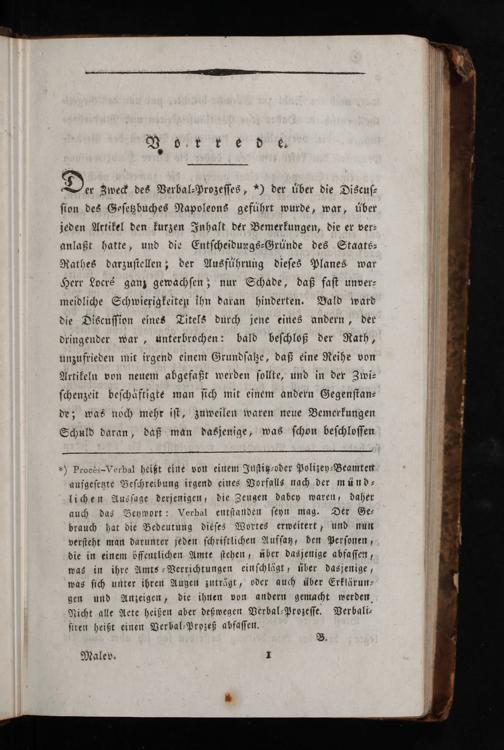 Vorrede.
Der Zweck des Verbal-Prozesses, *) der über die Discus-
sion des Gesetzbuches Napoleons geführt wurde, war, über
jeden Artikel den kurzen Inhalt der Bemerkungen, die er ver-
anlaßt hatte, und die Entscheidungs-Gründe des Staats-
Rathes darzustellen; der Ausführung dieses Planes war
Herr Locré ganz gewachsen; nur Schade, daß fast unver-
meidliche Schwierigkeiten ihn daran hinderten. Bald ward
die Discussion eines Titels durch jene eines andern, der
dringender war, unterbrochen: bald beschloß der Rath,
unzufrieden mit irgend einem Grundsatze, daß eine Reihe von
Artikeln von neuem abgefaßt werden sollte, und in der Zwi-
schenzeit beschäftigte man sich mit einem andern Gegenstan-
de; was noch mehr ist, zuweilen waren neue Bemerkungen
Schuld daran, daß man dasjenige, was schon beschlossen
*) Procès-Verbal heißt eine von einem Justiz-oder Polizey-Beamten
aufgesetzte Beschreibung irgend eines Vorfalls nach der münd-
lichen Aussage derjenigen, die Zeugen dabey waren, daher
auch das Beywort: Verbal entstanden seyn mag. Der Ge-
brauch hat die Bedeutung dieses Wortes erweitert, und nun
versteht man darunter jeden schriftlichen Aufsatz, den Personen,
die in einem öffentlichen Amte stehen, über dasjenige abfassen,
was in ihre Amts-Verrichtungen einschlägt, über dasjenige,
was sich unter ihren Augen zuträgt, oder auch über Erklärun-
gen und Anzeigen, die ihnen von andern gemacht werden.
Nicht alle Acte heißen aber deßwegen Verbal-Prozesse. Verbali-
siren heißt einen Verbal-Prozeß abfassen.
B.
Malev. 1